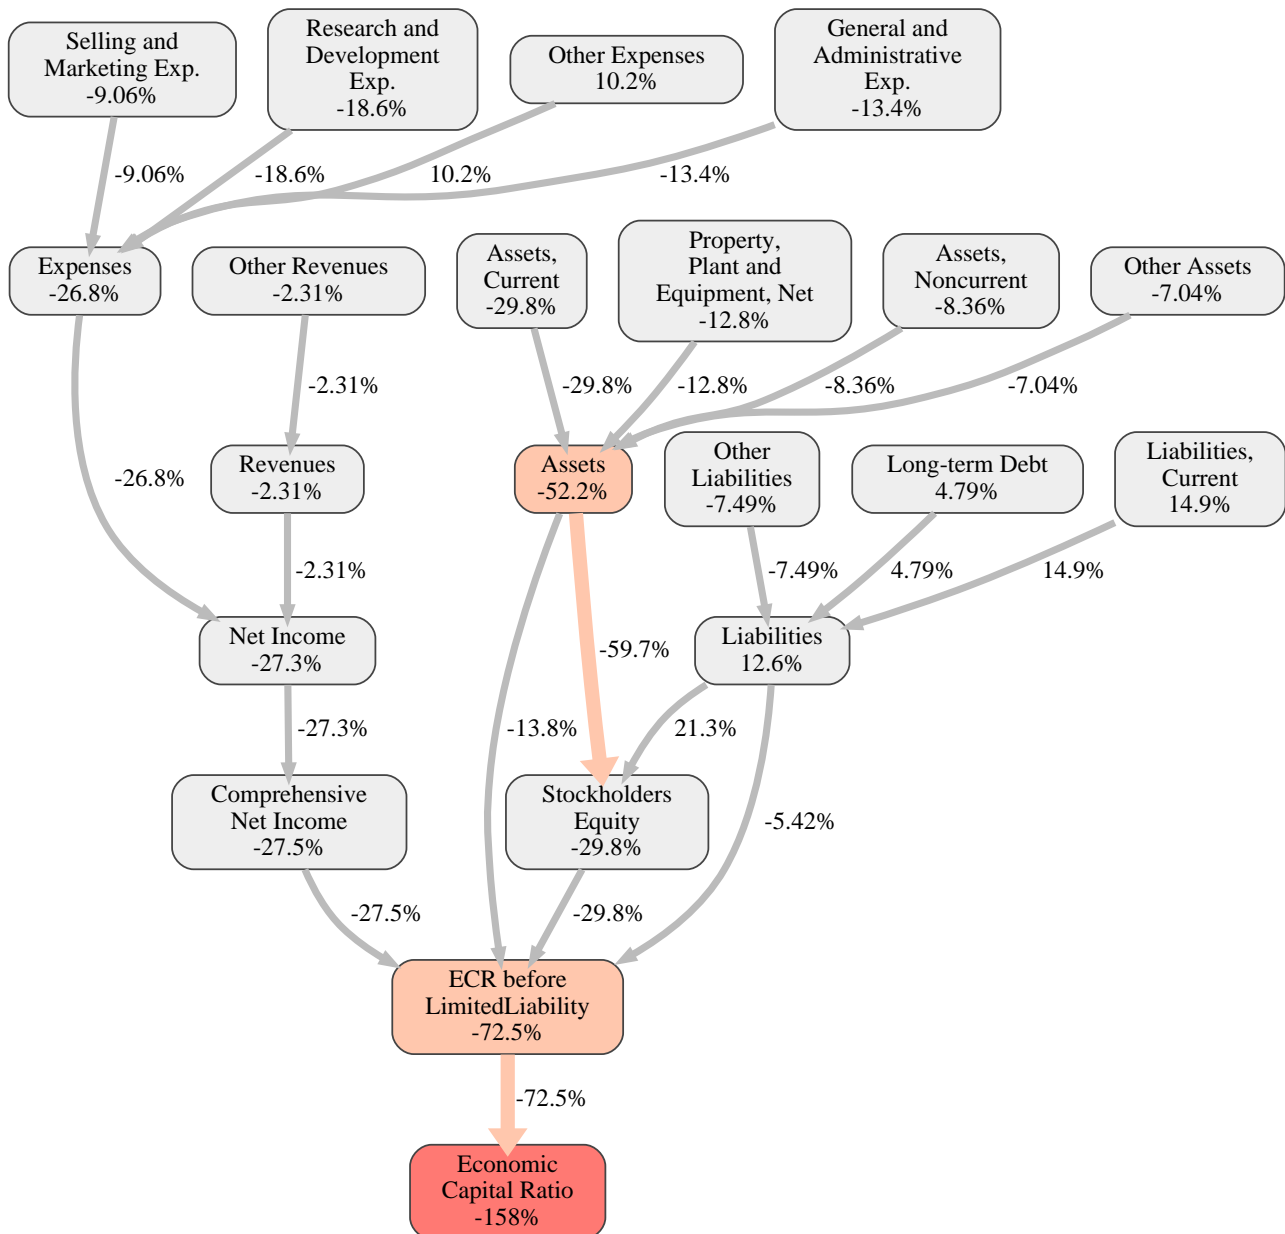 Selling and
Marketing Exp.
-9.06%
Research and
Development
Exp.
-18.6%
Other Expenses
10.2%
General and
Administrative
Exp.
-13.4%
-9.06%
-18.6%
10.2%
-13.4%
Expenses
-26.8%
Other Revenues
-2.31%
Assets,
Current
-29.8%
Property,
Plant and
Equipment, Net
-12.8%
Assets,
Noncurrent
-8.36%
Other Assets
-7.04%
-2.31%
-29.8%
-12.8%
-8.36%
-7.04%
-26.8%
Revenues
-2.31%
Assets
-52.2%
Other
Liabilities
-7.49%
Long-term Debt
4.79%
Liabilities,
Current
14.9%
-2.31%
-7.49%
4.79%
14.9%
Net Income
-27.3%
-59.7%
Liabilities
12.6%
-27.3%
-13.8%
21.3%
Comprehensive
Net Income
-27.5%
Stockholders
Equity
-29.8%
-5.42%
-27.5%
-29.8%
ECR before
LimitedLiability
-72.5%
-72.5%
Economic
Capital Ratio
-158%